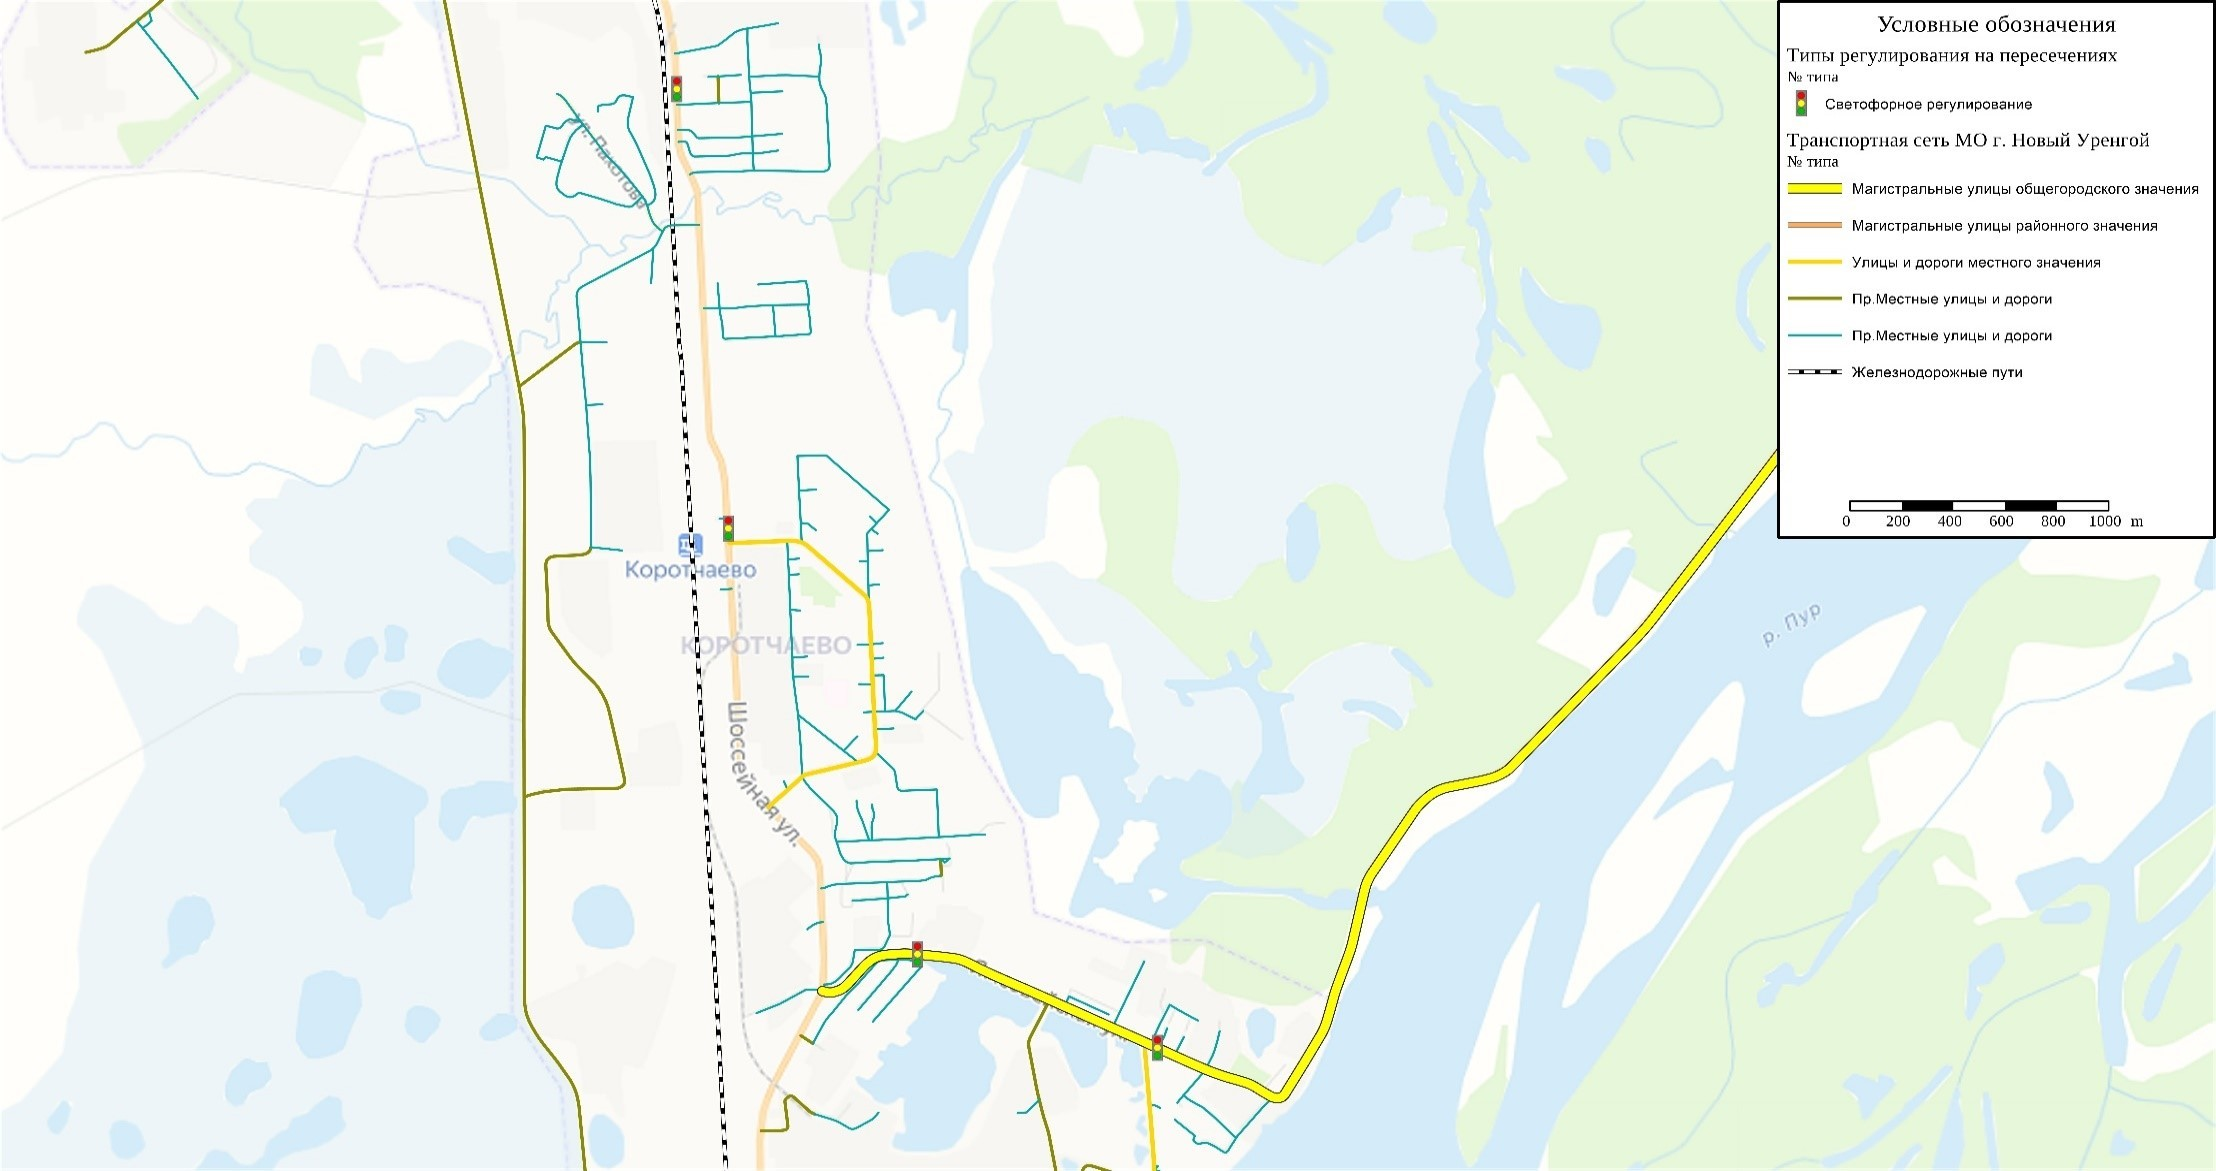 Условные обозначения
Типы регулирования на пересечениях
№ типа
Светофорное регулирование
Транспортная сеть МО г. Новый Уренгой
№ типа
Магистральные улицы общегородского значения
Магистральные улицы районного значения
Улицы и дороги местного значения
Пр.Местные улицы и дороги
Пр.Местные улицы и дороги
Железнодорожные пути
0 200 400 600 800 1000 m
ул. Пахотова
Коротчаево
КОРОТЧАЕВО
р. Пур
Шоссейная ул.